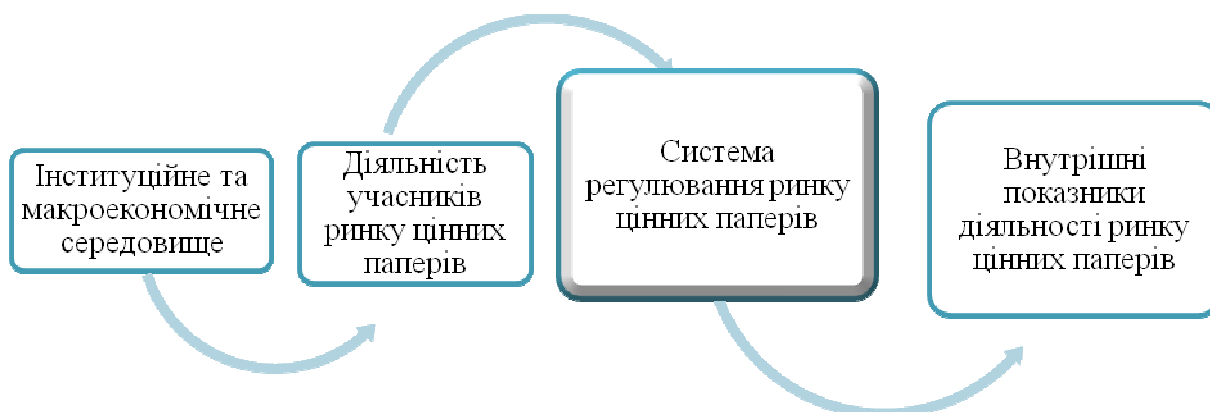 Інституційне та
макроекономічне
середовище
Діяльність
учасників
ринку цінних
паперів
Система
регулювання ринку
цінних паперів
Внутрішні
показники
діяльності ринку
цінних паперів